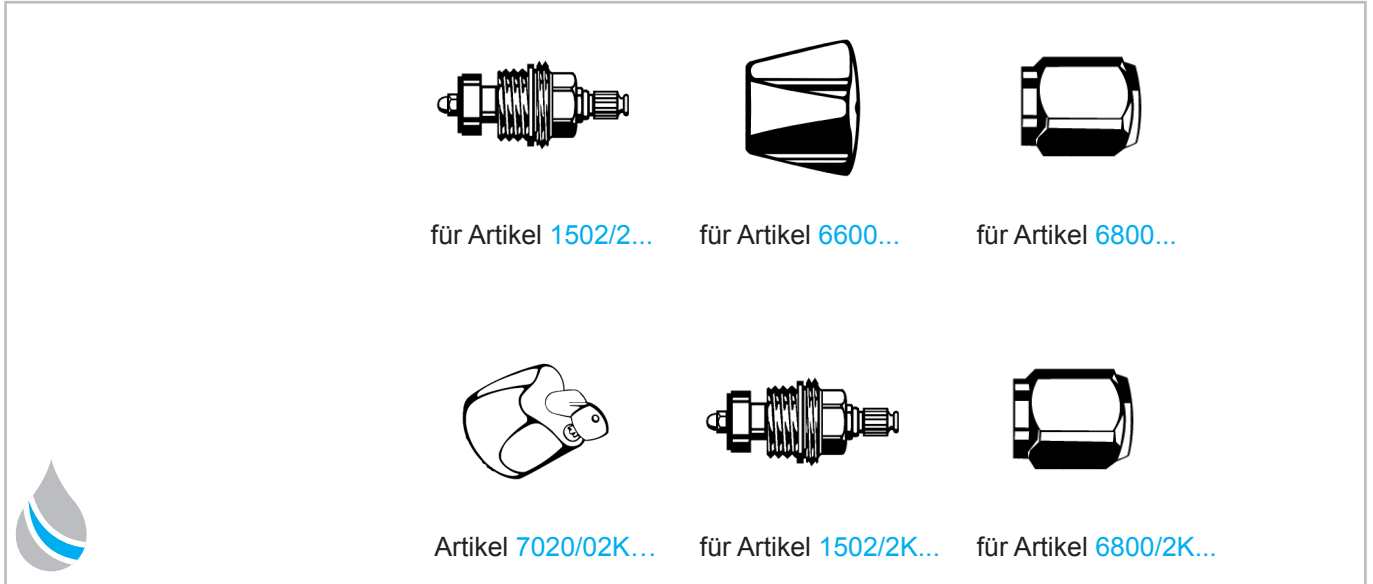 für Artikel 1502/2... für Artikel 6600... für Artikel 6800...
Artikel 7020/02K… für Artikel 1502/2K... für Artikel 6800/2K...